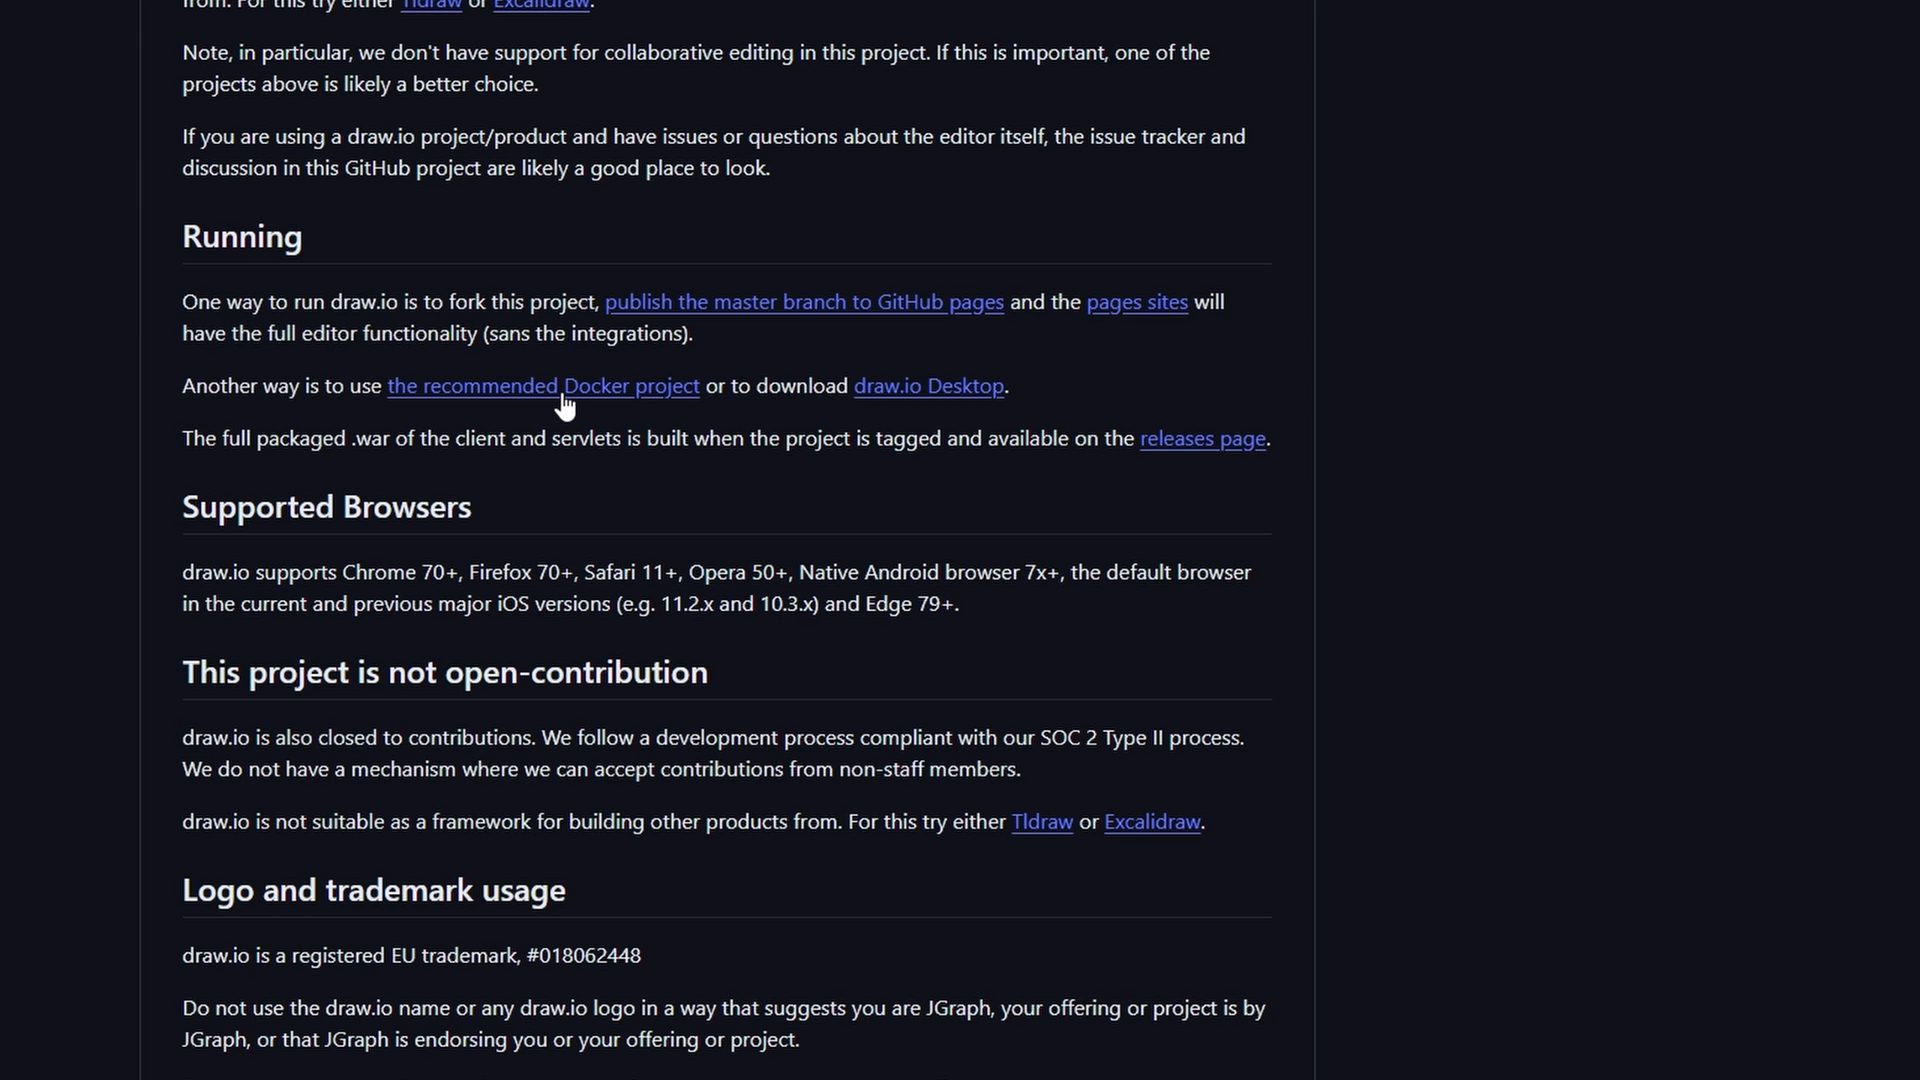 from. For this try either Tldraw or Excalidraw.
Note, in particular, we don't have support for collaborative editing in this project. If this is important, one of the
projects above is likely a better choice.
If you are using a draw.io project/product and have issues or questions about the editor itself, the issue tracker and
discussion in this GitHub project are likely a good place to look.
Running
One way to run draw.io is to fork this project, publish the master branch to GitHub pages and the pages sites will
have the full editor functionality (sans the integrations).
Another way is to use the recommended Docker project or to download draw.io Desktop.
The full packaged .war of the client and servlets is built when the project is tagged and available on the releases page.
Supported Browsers
draw.io supports Chrome 70+, Firefox 70+, Safari 11+, Opera 50+, Native Android browser 7x+, the default browser
in the current and previous major iOS versions (e.g. 11.2.x and 10.3.x) and Edge 79+.
This project is not open-contribution
draw.io is also closed to contributions. We follow a development process compliant with our SOC 2 Type II process.
We do not have a mechanism where we can accept contributions from non-staff members.
draw.io is not suitable as a framework for building other products from. For this try either Tldraw or Excalidraw.
Logo and trademark usage
draw.io is a registered EU trademark, #018062448
Do not use the draw.io name or any draw.io logo in a way that suggests you are JGraph, your offering or project is by
JGraph, or that JGraph is endorsing you or your offering or project.